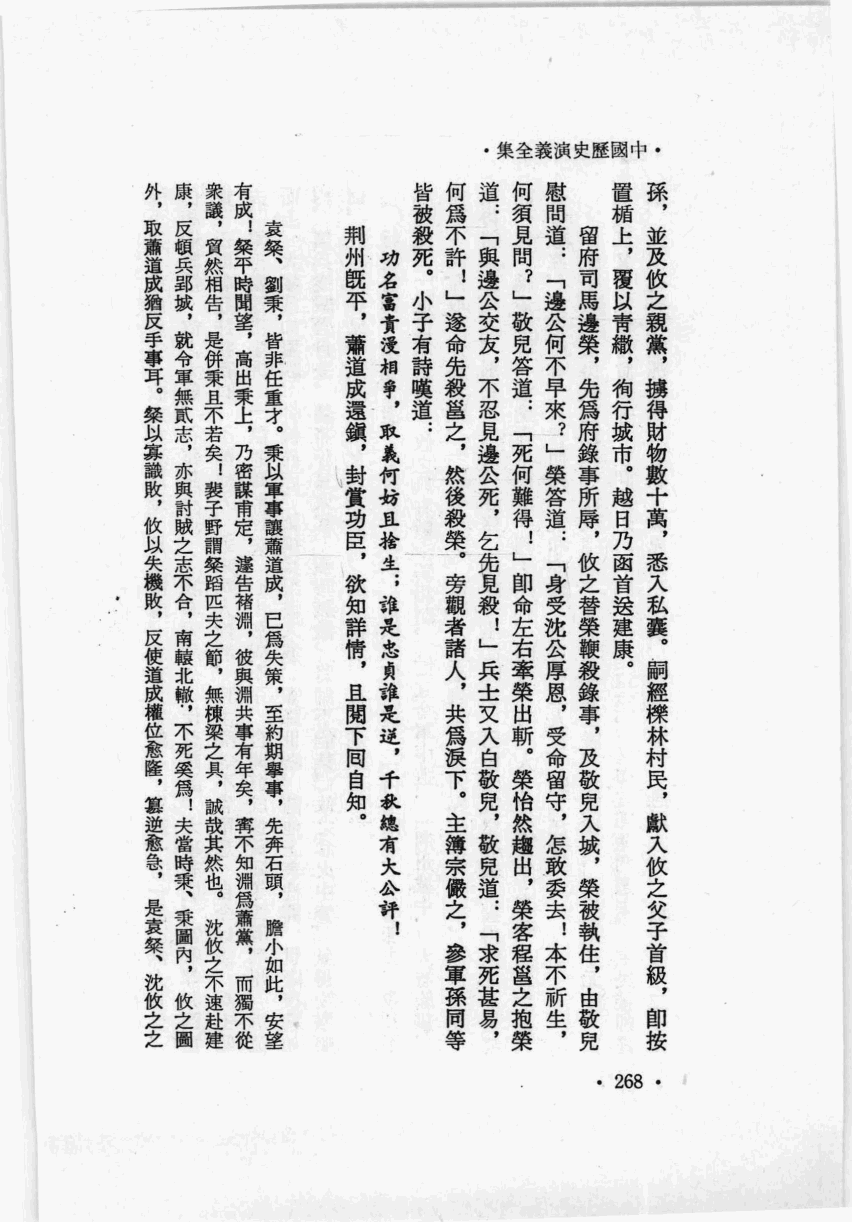 •中國歷史演義全集•
孫，並及攸之親黨，擄得財物數十萬，悉入私囊。嗣經櫟林村民，獻入攸之父子首級，卽按
置楯上，覆以青繖，徇行城市。越日乃函首送建康。
留府司馬邊榮，先爲府錄事所辱，攸之替榮鞭殺錄事，及敬兒入城，榮被執住，由敬兒
慰問道：「邊公何不早來？」榮答道：「身受沈公厚恩，受命留守，怎敢委去！本不祈生，
何須見問？」敬兒答道：「死何難得！」卽命左右牽榮出斬。榮怡然趨出，榮客程邕之抱榮
道：「與邊公交友，不忍見邊公死，乞先見殺！」兵士又入白敬兒，敬兒道：「求死甚易，
何爲不許！」遂命先殺邕之，然後殺榮。旁觀者諸人，共爲淚下。主簿宗儼之，參軍孫同等
皆被殺死。小子有詩嘆道：
功名富貴漫相爭，取義何妨且捨生；誰是忠貞誰是逆，千秋總有大公評！
荆州旣平，蕭道成還鎭，封賞功臣，欲知詳情，且閱下回自知。
袁粲、劉秉，皆非任重才。秉以軍事讓蕭道成，已爲失策，至約期舉事，先奔石頭，膽小如此，安望
有成！粲平時聞望，高出秉上，乃密謀甫定，遽告褚淵，彼與淵共事有年矣，寗不知淵爲蕭黨，而獨不從
衆議，貿然相告，是併秉且不若矣！裴子野謂粲蹈匹夫之節，無棟梁之具，誠哉其然也。沈攸之不速赴建
康，反頓兵郢城，就令軍無貳志，亦與討賊之志不合，南轅北轍，不死奚爲！夫當時秉、秉圖內，攸之圖
外，取蕭道成猶反手事耳。粲以寡識敗，攸以失機敗，反使道成權位愈隆，篡逆愈急，是袁粲、沈攸之之
• 268 •